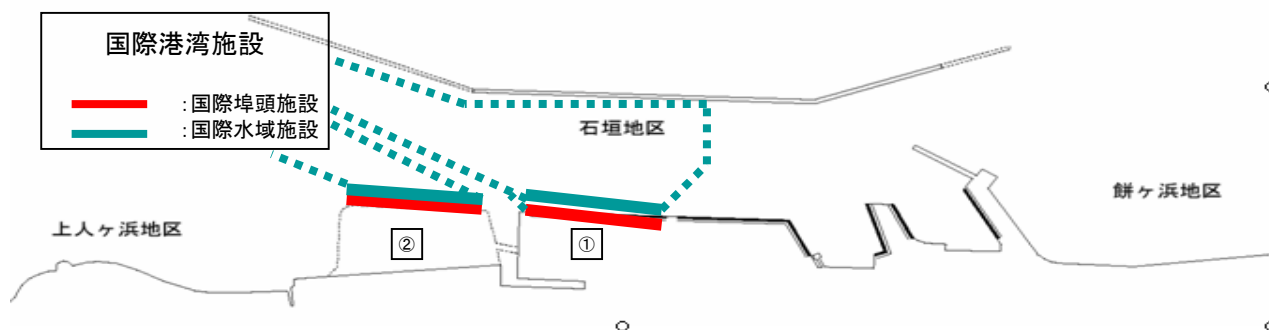 国際港湾施設
:国際埠頭施設
:国際水域施設
石垣地区
餅ヶ浜地区
上人ヶ浜地区
②
①